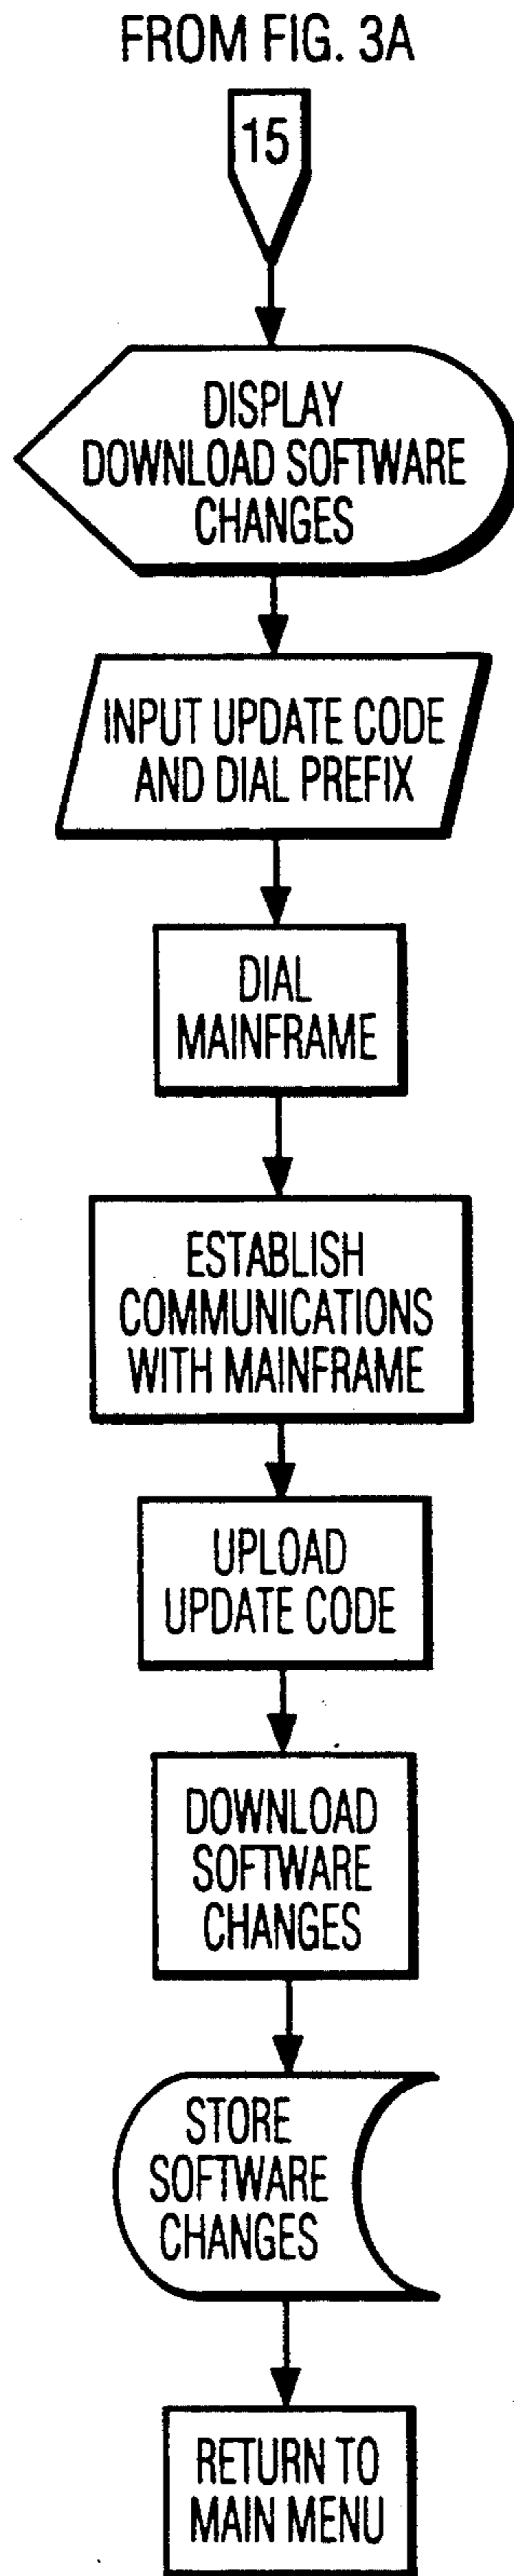 FROM FIG. 3A
15
DISPLAY
DOWNLOAD SOFTWARE
CHANGES
INPUT UPDATE CODE
AND DIAL PREFIX
DIAL
MAINFRAME
ESTABLISH
COMMUNICATIONS
WITH MAINFRAME
UPLOAD
UPDATE CODE
DOWNLOAD
SOFTWARE
CHANGES
STORE
SOFTWARE
CHANGES
RETURN TO
MAIN MENU